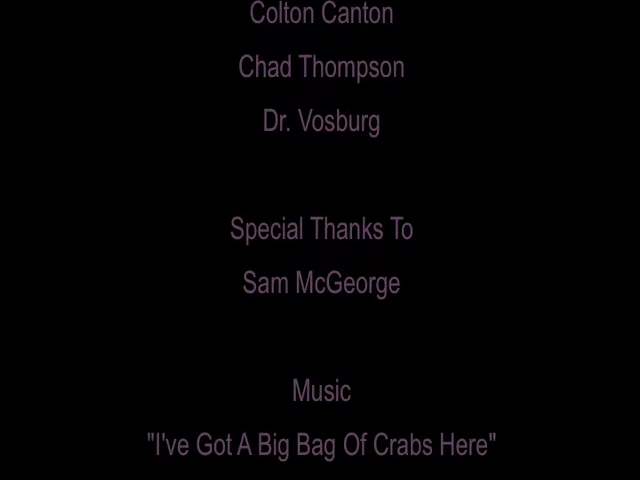 Colton Canton
Chad Thompson
Dr. Vosburg
Special Thanks To
Sam McGeorge
Music
"I've Got A Big Bag Of Crabs Here"